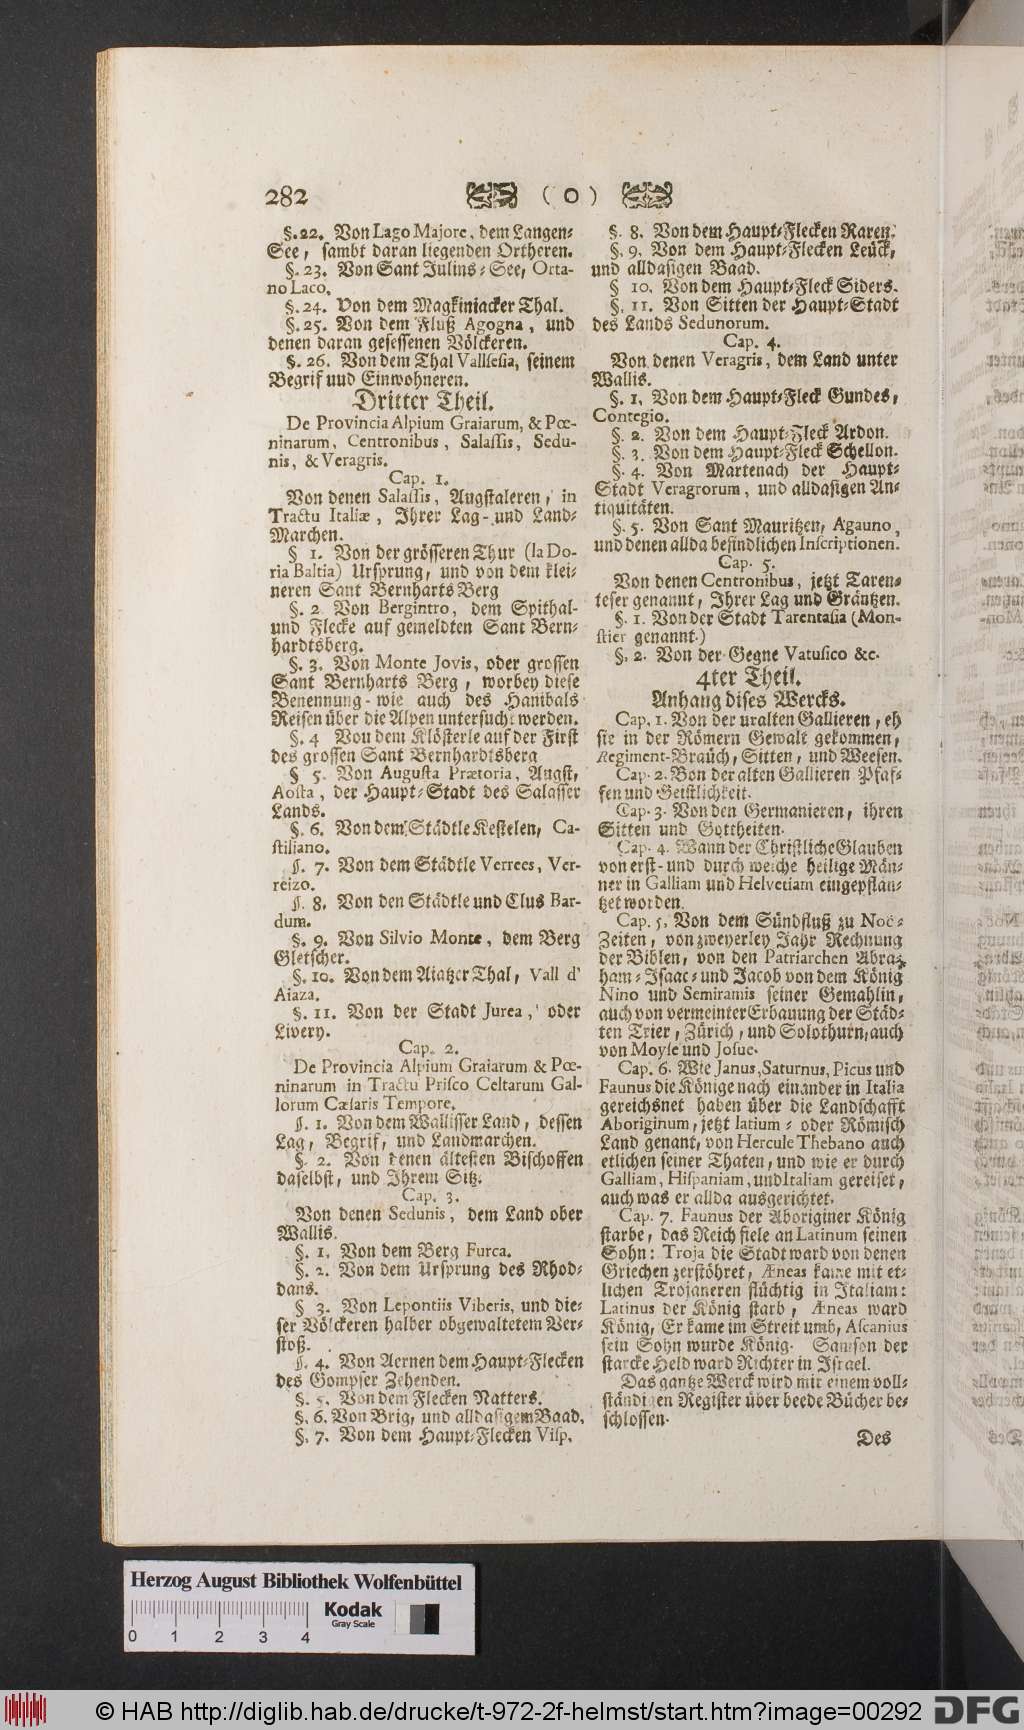 282 ( O )
§. 22. Von Lago Majore, dem Langen-
See, sambt daran liegenden Ortheren.
§. 23. Von Sant Julins-See, Orta-
no Laco,
§. 24. Von dem Magkiniacker Thal.
§. 25. Von dem Fluß Agogna, und
denen daran gesessenen Völckeren.
§. 26. Von dem Thal Vallsesia, seinem
Begrif uud Einwohneren.
Dritter Theil.
De Provincia Alpium Graiarum, & Pœ-
ninarum, Centronibus, Salassis, Sedu-
nis, & Veragris.
Cap. 1.
Von denen Salassis, Augstaleren, in
Tractu Italiæ, Ihrer Lag- und Land-
Marchen.
§ 1. Von der grösseren Thur (la Do-
ria Baltia) Ursprung, und von dem klei-
neren Sant Bernharts Berg
§. 2 Von Bergintro, dem Spithal-
und Flecke auf gemeldten Sant Bern-
hardtsberg.
§. 3. Von Monte Jovis, oder grossen
Sant Bernharts Berg, worbey diese
Benennung- wie auch des Hanibals
Reisen über die Alpen untersucht werden.
§. 4 Von dem Klösterle auf der First
des grossen Sant Bernhardtsberg
§ 5. Von Augusta Prætoria, Augst,
Aosta, der Haupt-Stadt des Salasser
Lands.
§. 6. Von dem Städtle Kestelen, Ca-
stiliano.
§. 7. Von dem Städtle Verrees, Ver-
reizo.
§. 8. Von den Städtle und Clus Bar-
dum.
§. 9. Von Silvio Monte, dem Berg
Gletscher.
§. 10. Von dem Aiatzer Thal, Vall d'
Aiaza.
§. 11. Von der Stadt Jurea, oder
Livery.
Cap. 2.
De Provincia Alpium Graiarum & Pœ-
ninarum in Tractu Prisco Celtarum Gal-
lorum Cæsaris Tempore.
§. 1. Von dem Wallisser Land, dessen
Lag, Begrif, und Landmarchen.
§. 2. Von denen ältesten Bischoffen
daselbst, und Ihrem Sitz.
Cap. 3.
Von denen Sedunis, dem Land ober
Wallis.
§. 1. Von dem Berg Furca.
§. 2. Von dem Ursprung des Rhod-
dans.
§ 3. Von Lepontiis Viberis, und die-
ser Völckeren halber obgewaltetem Ver-
stoß.
§. 4. Von Aernen dem Haupt-Flecken
des Gompser Zehenden.
§. 5. Von dem Flecken Natters.
§. 6. Von Brig, und alldasigem Baad,
§. 7. Von dem Haupt-Flecken Visp.
§. 8. Von dem Haupt-Flecken Raren.
§. 9. Von dem Haupt-Flecken Leück,
und alldasigen Baad.
§ 10. Von dem Haupt-Fleck Siders.
§. 11. Von Sitten der Haupt-Stadt
des Lands Sedunorum.
Cap. 4.
Von denen Veragris, dem Land unter
Wallis.
§. 1. Von dem Haupt-Fleck Gundes,
Contegio.
§. 2. Von dem Haupt-Fleck Ardon.
§. 3. Von dem Haupt-Fleck Schellon.
§. 4. Von Martenach der Haupt-
Stadt Veragrorum, und alldasigen An-
tiquitäten.
§. 5. Von Sant Mauritzen, Agauno,
und denen allda befindlichen Inscriptionen.
Cap. 5.
Von denen Centronibus, jetzt Taren-
teser genannt, Ihrer Lag und Gräntzen.
§. 1. Von der Stadt Tarentasia (Mon-
stier genannt.)
§. 2. Von der Gegne Vatusico &c.
4ter Theil.
Anhang dises Wercks.
Cap. 1. Von der uralten Gallieren, eh
sie in der Römern Gewalt gekommen,
Regiment-Braüch, Sitten, und Weesen.
Cap. 2. Von der alten Gallieren Pfaf-
fen und Geistlichkeit.
Cap. 3. Von den Germanieren, ihren
Sitten und Gottheiten.
Cap. 4. Wann der Christliche Glauben
von erst- und durch welche heilige Män-
ner in Galliam und Helvetiam eingepflan-
tzet worden.
Cap. 5. Von dem Sündfluß zu Noë-
Zeiten, von zweyerley Jahr Rechnung
der Biblen, von den Patriarchen Abra-
ham- Isaac- und Jacob von dem König
Nino und Semiramis seiner Gemahlin,
auch von vermeinter Erbauung der Städ-
ten Trier, Zürich, und Solothurn, auch
von Moyse und Josue.
Cap. 6. Wie Janus, Saturnus, Picus und
Faunus die Könige nach einander in Italia
gereichsnet haben über die Landschafft
Aboriginum, jetzt latium- oder Römisch
Land genant, von Hercule Thebano auch
etlichen seiner Thaten, und wie er durch
Galliam, Hispaniam, und Italiam gereiset,
auch was er allda ausgerichtet.
Cap. 7. Faunus der Aboriginer König
starbe, das Reich fiele an Latinum seinen
Sohn: Troja die Stadt ward von denen
Griechen zerstöhret, Æneas kame mit et-
lichen Trojaneren flüchtig in Italiam:
Latinus der König starb, Æneas ward
König, Er kame im Streit umb, Ascanius
sein Sohn wurde König. Samson der
starcke Held ward Richter in Israel.
Das gantze Werck wird mit einem voll-
ständigen Register über beede Bücher be-
schlossen.
Des
Herzog August Bibliothek Wolfenbüttel
0 1 2 3 4
Kodak
Gray Scale
© HAB http://diglib.hab.de/drucke/t-972-2f-helmst/start.htm?image=00292
DFG